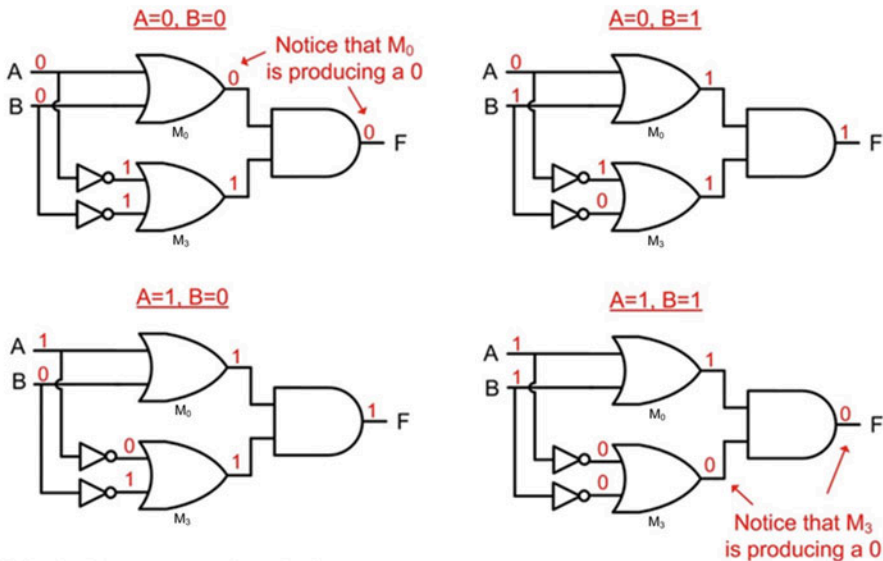 A=0, B=0
Notice that M0
is producing a 0
A 0
B 0
0
M0
0 F
1
1
1
M3
A=0, B=1
A 0
B 1
1
M0
1 F
1
0
1
M3
A=1, B=0
A 1
B 0
1
M0
1 F
0
1
1
M3
A=1, B=1
A 1
B 1
1
M0
0 F
0
0
0
M3
Notice that M3
is producing a 0